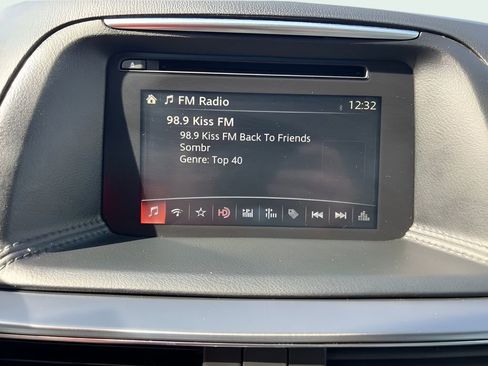 FM Radio 12:32
98.9 Kiss FM
98.9 Kiss FM Back To Friends
Sombr
Genre: Top 40
HD